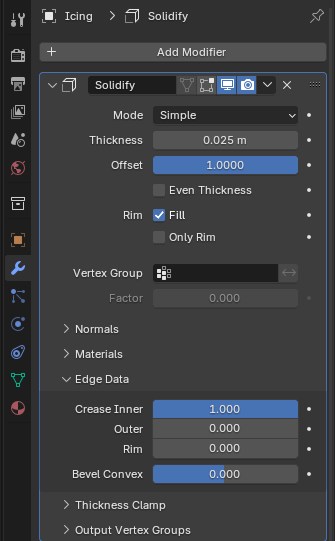 Icing > Solidify
+ Add Modifier
Solidify
Mode Simple
Thickness 0.025 m
Offset 1.0000
Even Thickness
Rim Fill
Only Rim
Vertex Group
Factor 0.000
Normals
Materials
Edge Data
Crease Inner 1.000
Outer 0.000
Rim 0.000
Bevel Convex 0.000
Thickness Clamp
Output Vertex Groups